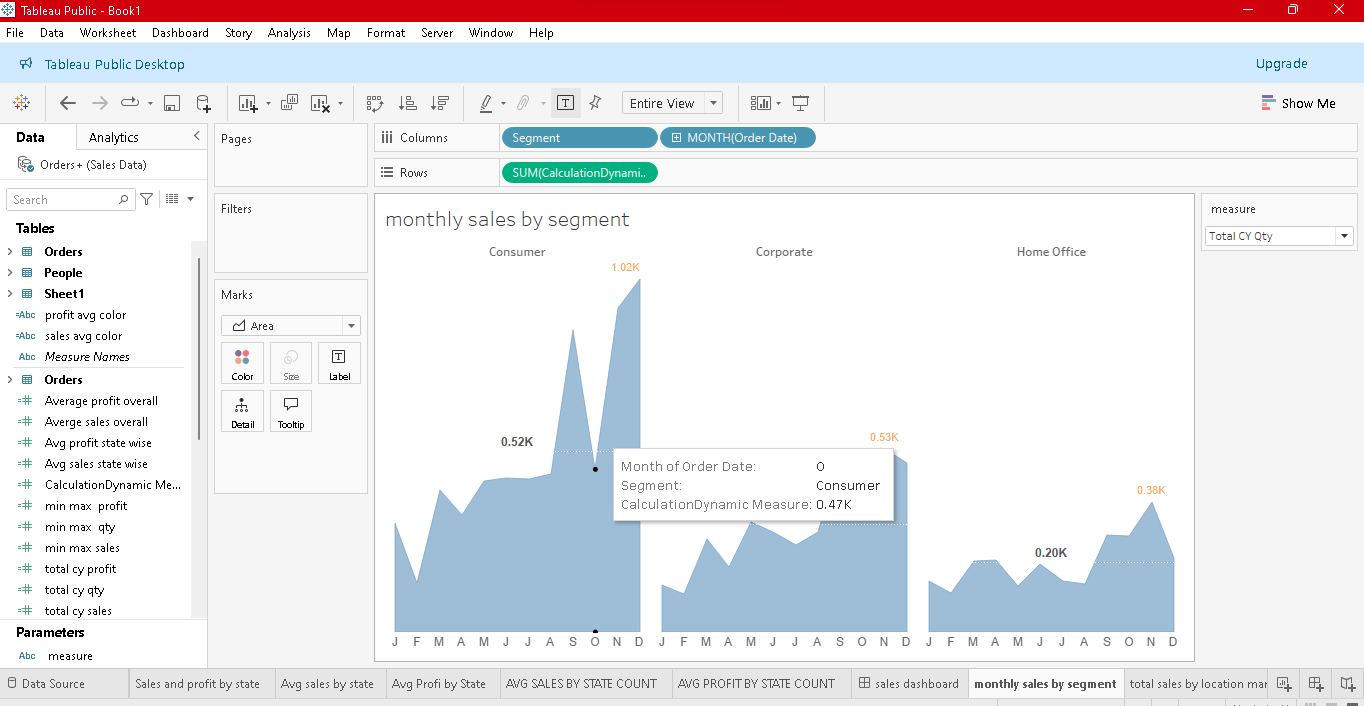 Tableau Public - Book1
File Data Worksheet Dashboard Story Analysis Map Format Server Window Help
Tableau Public Desktop Upgrade
Entire View Show Me
Data Analytics
Orders+ (Sales Data)
Search
Tables
Orders
People
Sheet1
=Abc profit avg color
=Abc sales avg color
Abc Measure Names
Orders
=# Average profit overall
=# Averge sales overall
=# Avg profit state wise
=# Avg sales state wise
=# CalculationDynamic Me...
=# min max profit
=# min max qty
=# min max sales
=# total cy profit
=# total cy qty
=# total cy sales
Parameters
Abc measure
Pages
Filters
Marks
Area
Color Size Label
Detail Tooltip
Columns Segment MONTH(Order Date)
Rows SUM(CalculationDynami..
monthly sales by segment
Consumer Corporate Home Office
1.02K
0.53K
0.52K
0.38K
0.20K
Month of Order Date: O
Segment: Consumer
CalculationDynamic Measure: 0.47K
J F M A M J J A S O N D J F M A M J J A S O N D J F M A M J J A S O N D
measure
Total CY Qty
Data Source Sales and profit by state Avg sales by state Avg Profi by State AVG SALES BY STATE COUNT AVG PROFIT BY STATE COUNT sales dashboard monthly sales by segment total sales by location mar